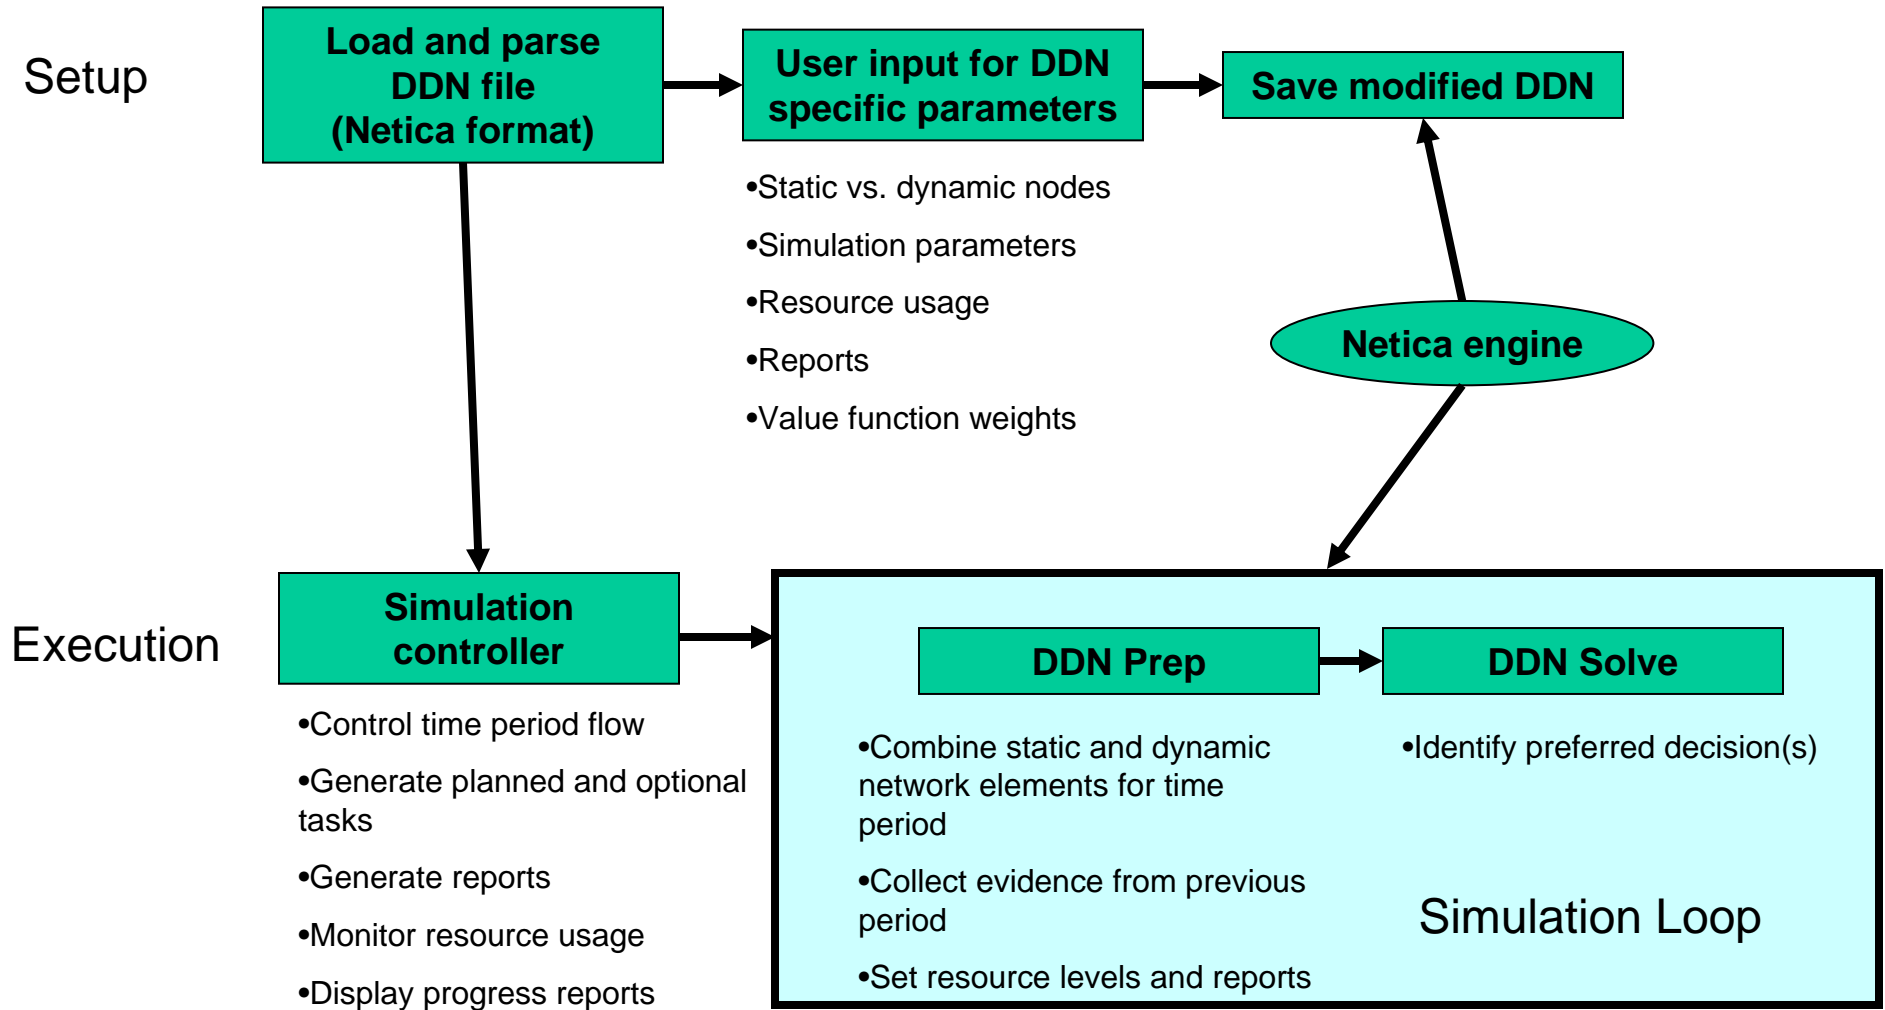 Setup
Load and parse
DDN file
(Netica format)
User input for DDN
specific parameters
Save modified DDN
•Static vs. dynamic nodes
•Simulation parameters
•Resource usage
•Reports
•Value function weights
Netica engine
Execution
Simulation
controller
•Control time period flow
•Generate planned and optional
tasks
•Generate reports
•Monitor resource usage
•Display progress reports
DDN Prep
•Combine static and dynamic
network elements for time
period
•Collect evidence from previous
period
•Set resource levels and reports
DDN Solve
•Identify preferred decision(s)
Simulation Loop